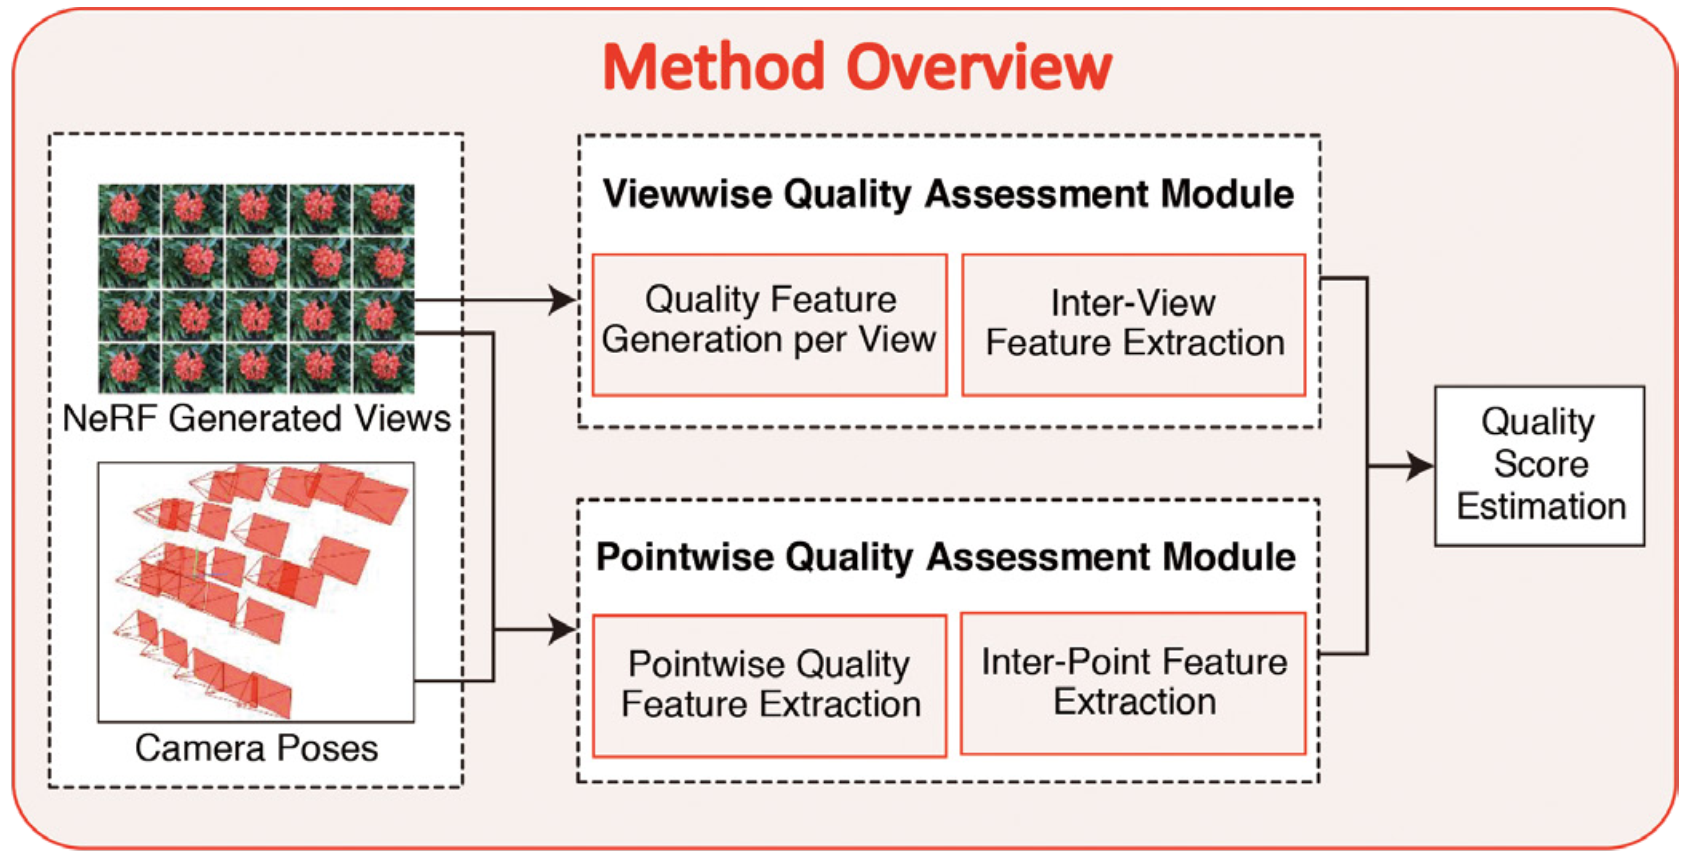 Method Overview
NeRF Generated Views
Camera Poses
Viewwise Quality Assessment Module
Quality Feature
Generation per View
Inter-View
Feature Extraction
Pointwise Quality Assessment Module
Pointwise Quality
Feature Extraction
Inter-Point Feature
Extraction
Quality
Score
Estimation